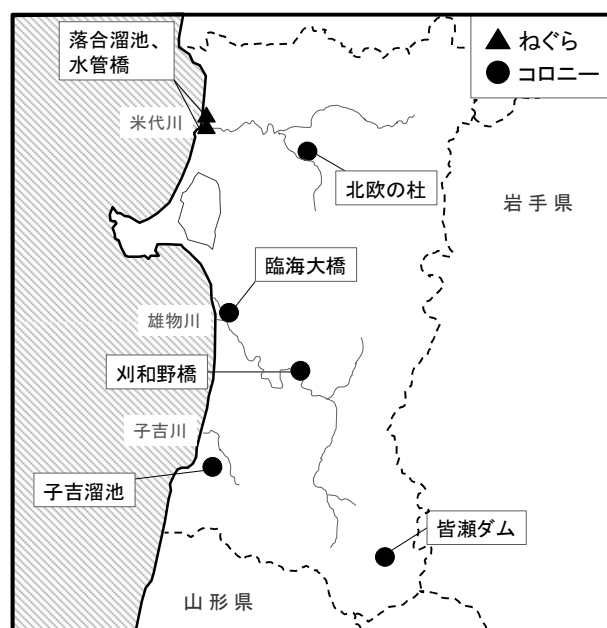 落合溜池、
水管橋
▲ねぐら
●コロニー
米代川
北欧の杜
岩手県
臨海大橋
雄物川
刈和野橋
子吉川
子吉溜池
皆瀬ダム
山形県